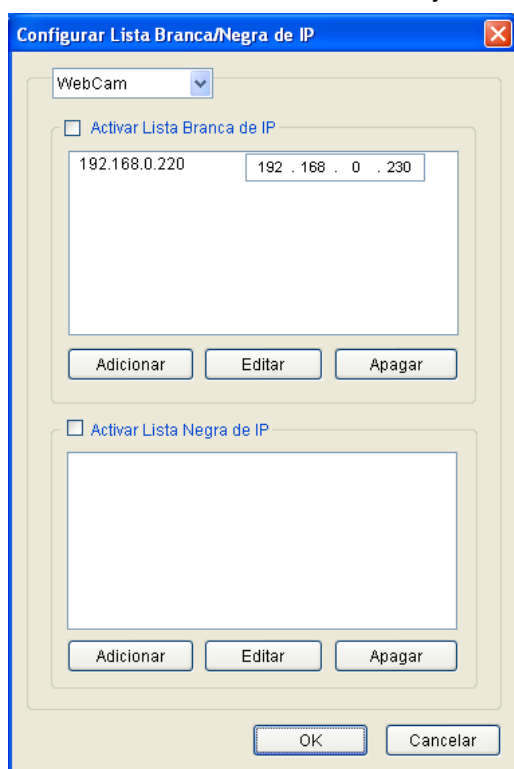 Configurar Lista Branca/Negra de IP
WebCam
Activar Lista Branca de IP
192.168.0.220 192 . 168 . 0 . 230
Adicionar Editar Apagar
Activar Lista Negra de IP
Adicionar Editar Apagar
OK Cancelar